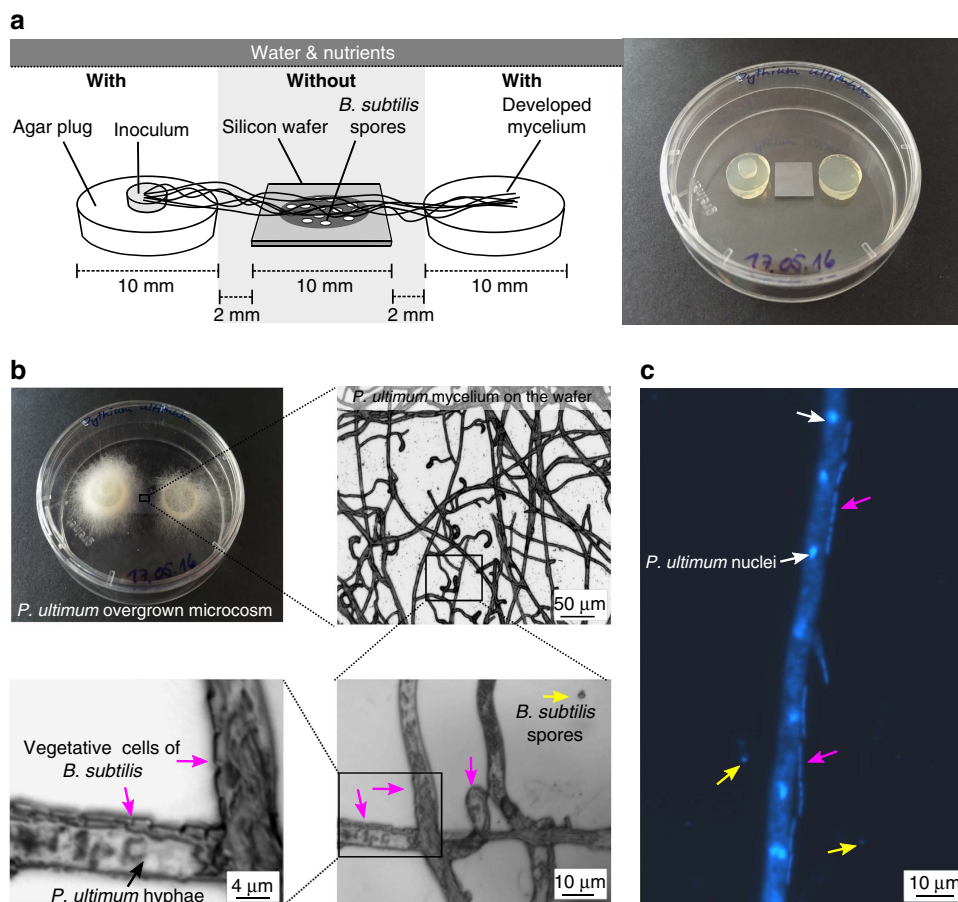 a
Water & nutrients
With
Without
With
Agar plug
Inoculum
Silicon wafer
B. subtilis
spores
Developed
mycelium
10 mm
10 mm
10 mm
2 mm
2 mm
17.05.16
b
17.05.16
P. ultimum overgrown microcosm
P. ultimum mycelium on the wafer
50 μm
Vegetative cells of
B. subtilis
P. ultimum hyphae
4 μm
B. subtilis
spores
10 μm
c
P. ultimum nuclei
10 μm